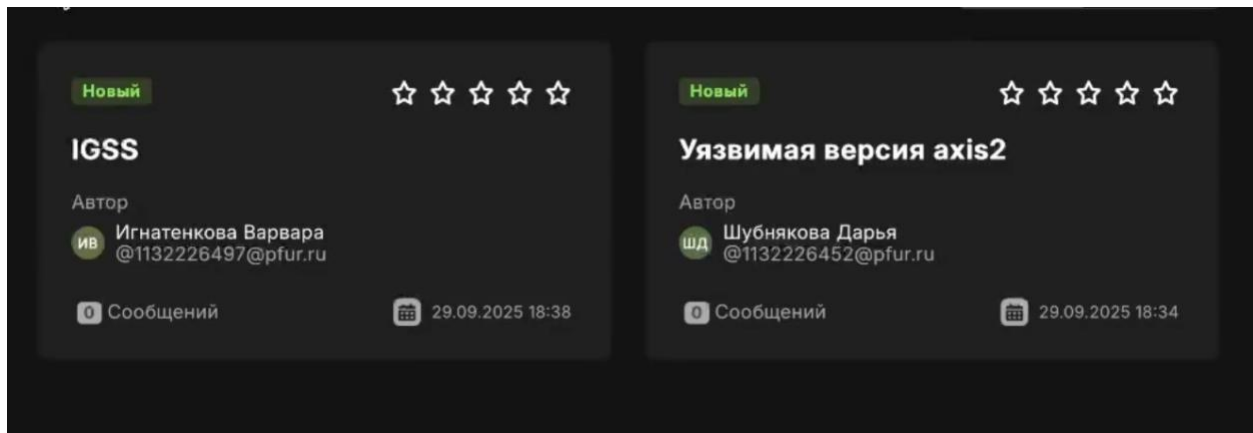 Новый
IGSS
Автор
ИВ
Игнатенкова Варвара
@1132226497@pfur.ru
0 Сообщений
29.09.2025 18:38
Новый
Уязвимая версия axis2
Автор
ШД
Шубнякова Дарья
@1132226452@pfur.ru
0 Сообщений
29.09.2025 18:34